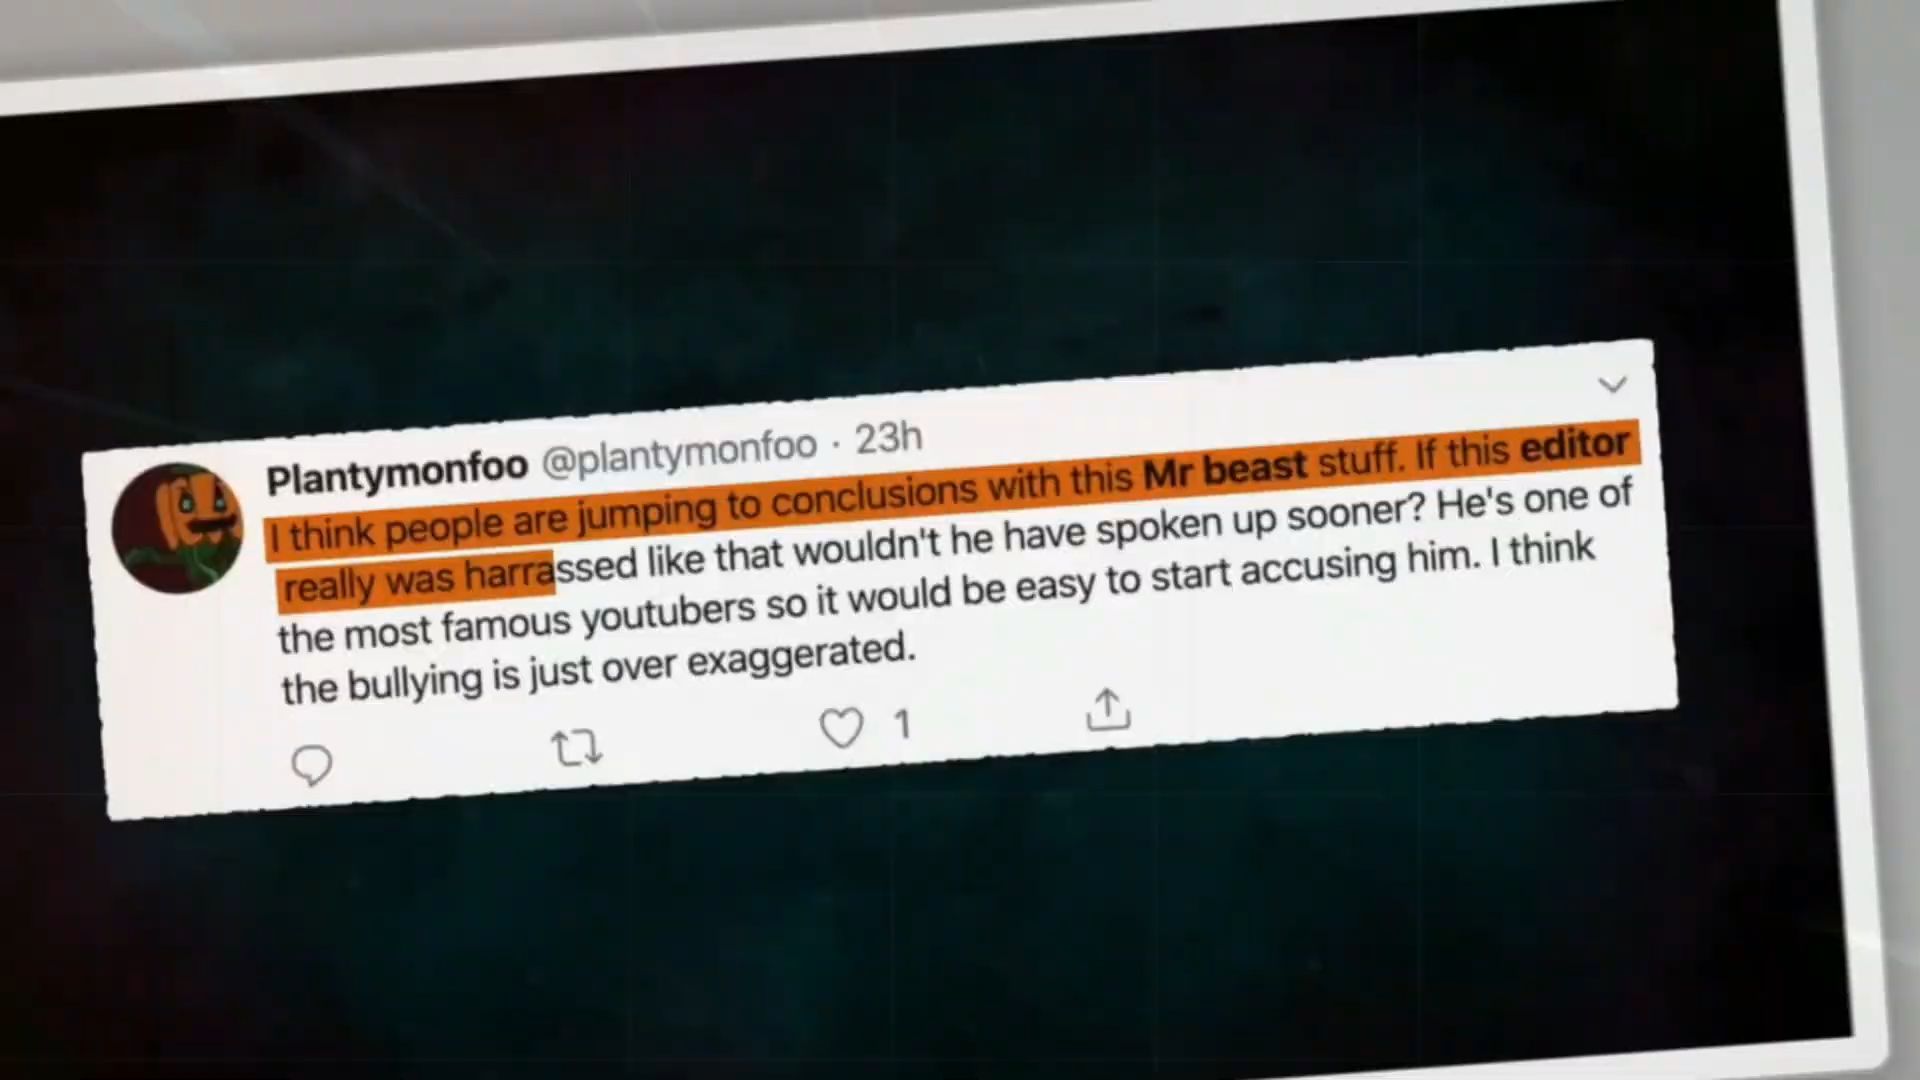 Plantymonfoo @plantymonfoo · 23h
I think people are jumping to conclusions with this Mr beast stuff. If this editor
really was harrassed like that wouldn't he have spoken up sooner? He's one of
the most famous youtubers so it would be easy to start accusing him. I think
the bullying is just over exaggerated.
1